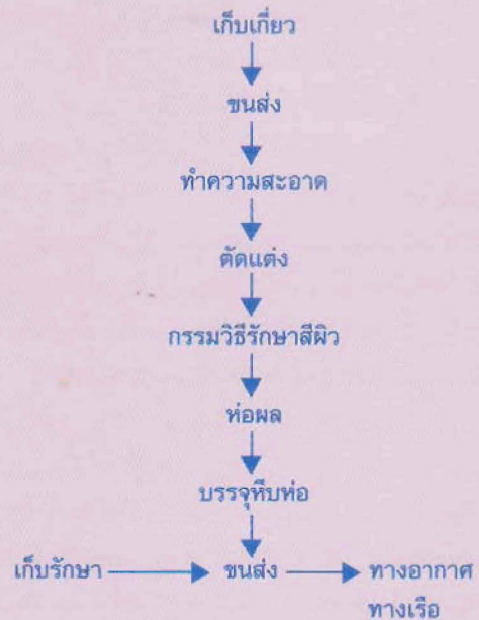 เก็บเกี่ยว
ขนส่ง
ทำความสะอาด
ตัดแต่ง
กรรมวิธีรักษาสีผิว
ห่อผล
บรรจุหีบห่อ
เก็บรักษา ขนส่ง ทางอากาศ
ทางเรือ